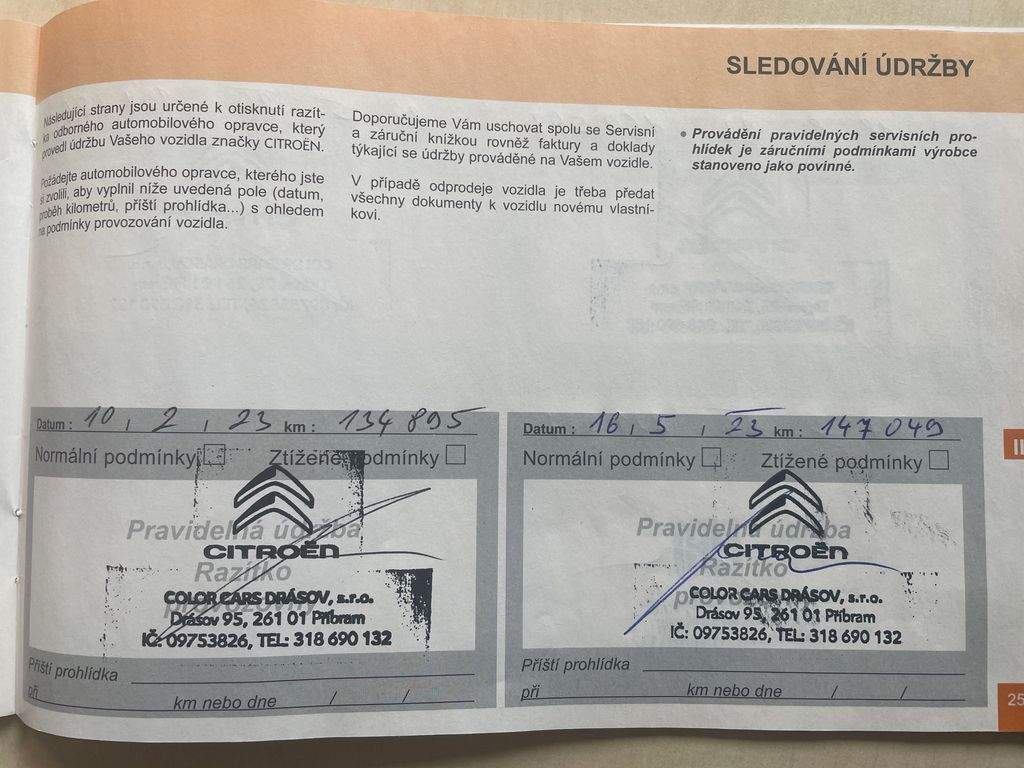 SLEDOVÁNÍ ÚDRŽBY
Následující strany jsou určené k otisknutí razít-
ka odborného automobilového opravce, který
provedl údržbu Vašeho vozidla značky CITROËN.
Požádejte automobilového opravce, kterého jste
si zvolili, aby vyplnil níže uvedená pole (datum,
proběh kilometrů, příští prohlídka...) s ohledem
na podmínky provozování vozidla.
Doporučujeme Vám uschovat spolu se Servisní
a záruční knížkou rovněž faktury a doklady
týkající se údržby prováděné na Vašem vozidle.
V případě odprodeje vozidla je třeba předat
všechny dokumenty k vozidlu novému vlastní-
kovi.
• Provádění pravidelných servisních pro-
hlídek je záručními podmínkami výrobce
stanoveno jako povinné.
Datum : 10 , 2 , 23 km : 134 895
Normální podmínky Ztížené podmínky
Pravidelná údržba
CITROËN
Razítko
COLOR CARS DRÁSOV, s.r.o.
provozovny
Drásov 95, 261 01 Příbram
IČ: 09753826, TEL: 318 690 132
Příští prohlídka
při km nebo dne / /
Datum : 16 , 5 , 23 km : 147 049
Normální podmínky Ztížené podmínky
Pravidelná údržba
CITROËN
Razítko
COLOR CARS DRÁSOV, s.r.o.
provozovny
Drásov 95, 261 01 Příbram
IČ: 09753826, TEL: 318 690 132
Příští prohlídka
při km nebo dne / /
25